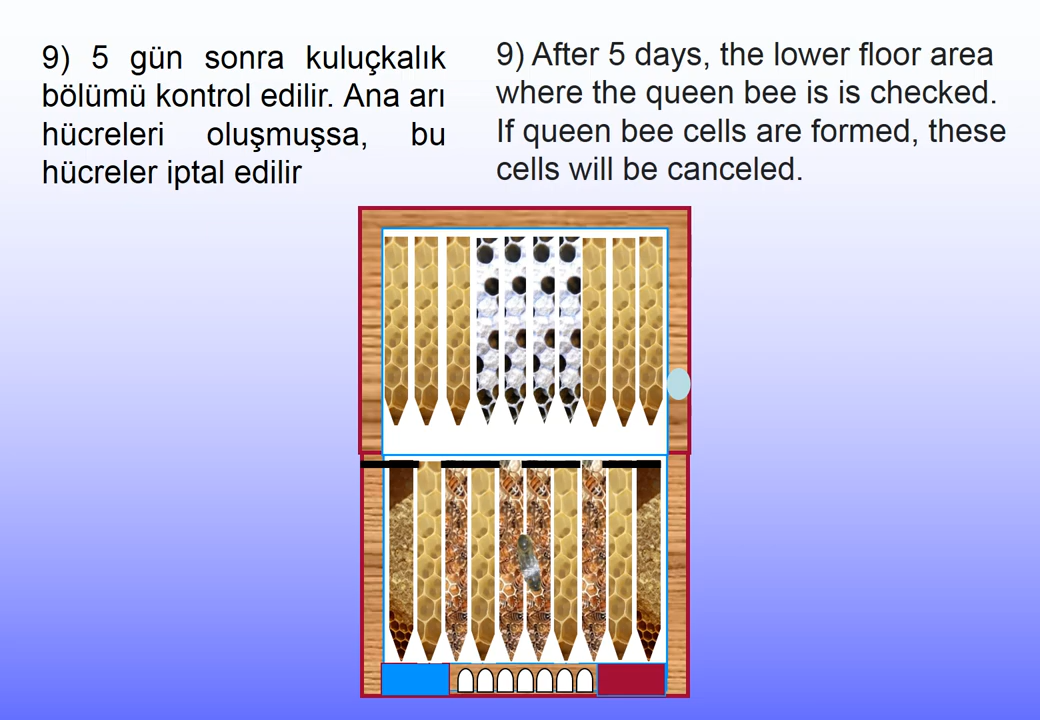 9) 5 gün sonra kuluçkalık
bölümü kontrol edilir. Ana arı
hücreleri oluşmuşsa, bu
hücreler iptal edilir
9) After 5 days, the lower floor area
where the queen bee is is checked.
If queen bee cells are formed, these
cells will be canceled.